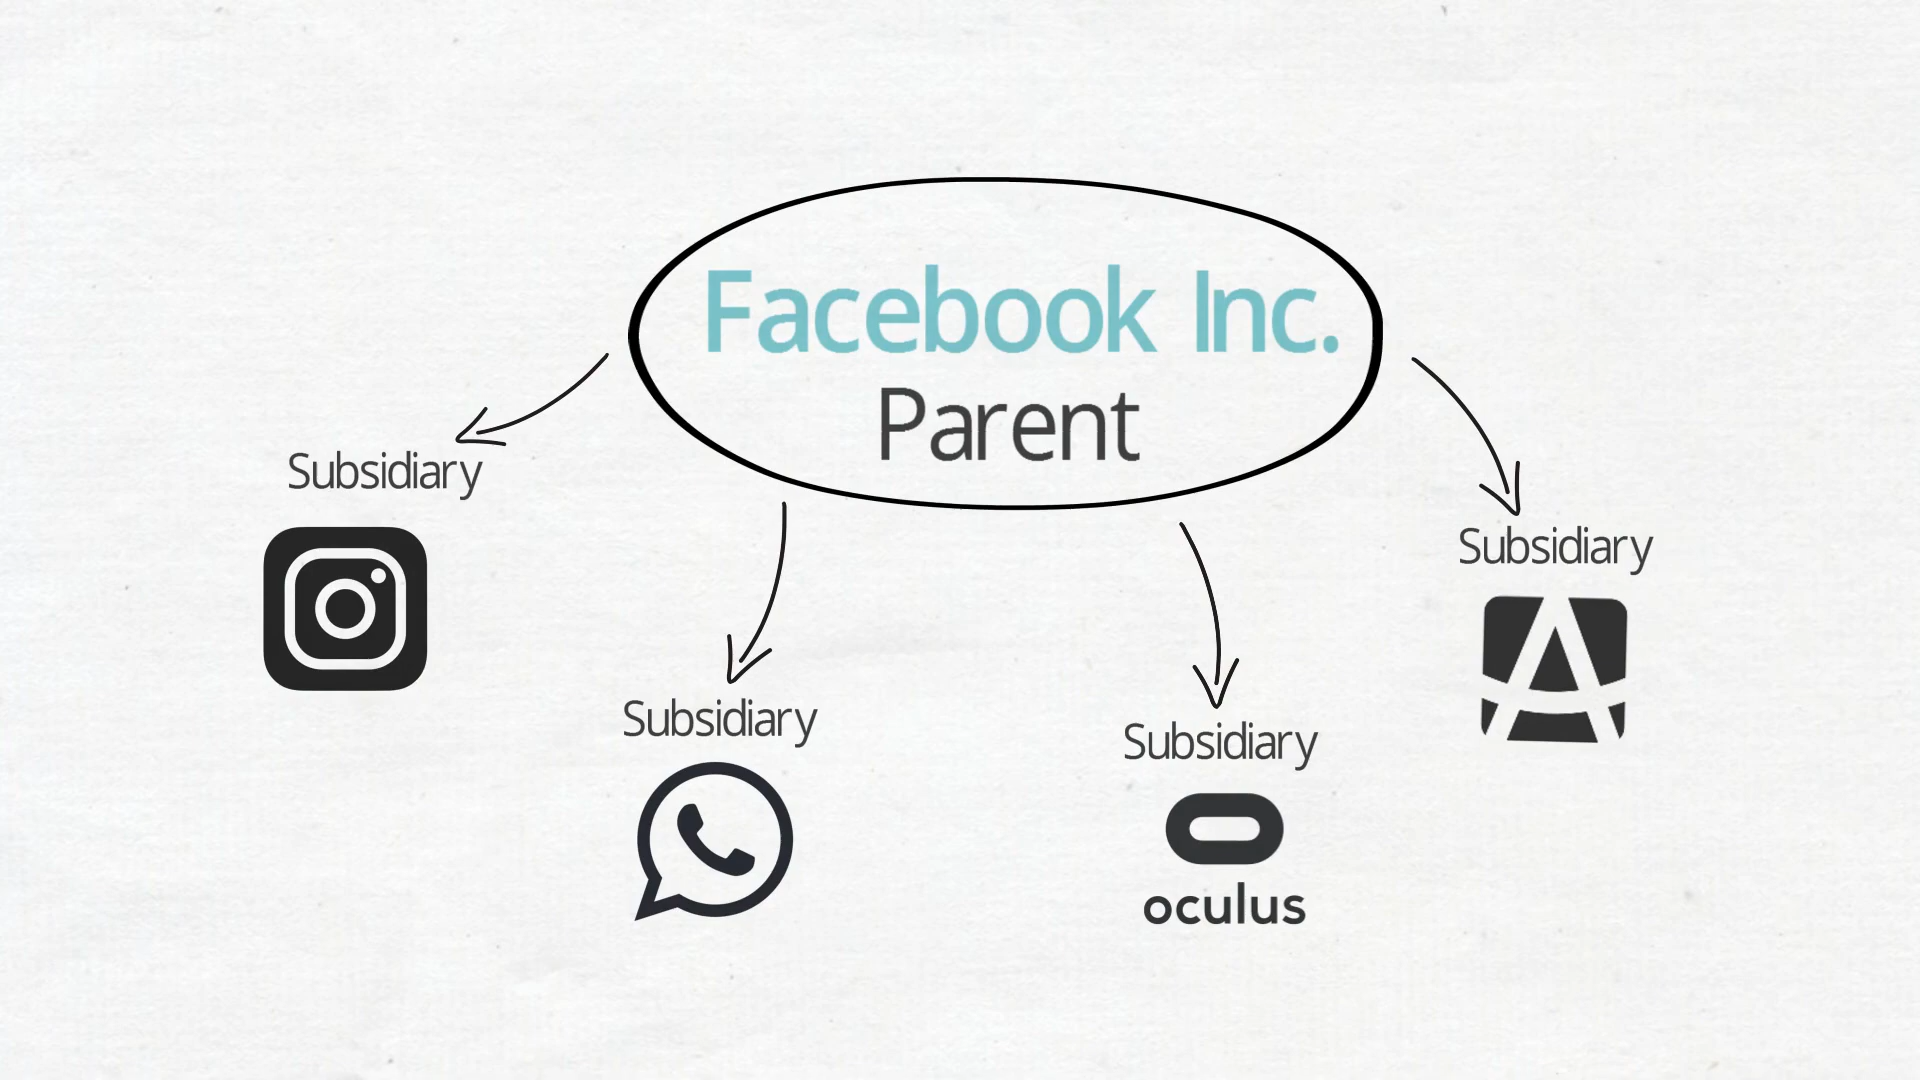 Facebook Inc.
Parent
Subsidiary
Subsidiary
Subsidiary
Subsidiary
oculus